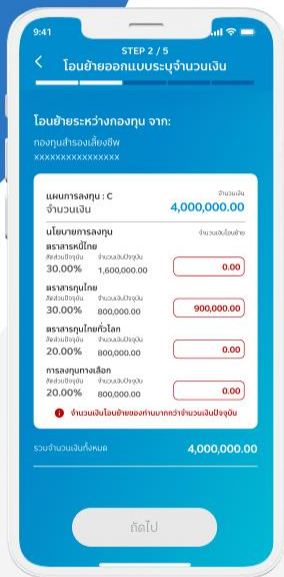 9:41
STEP 2 / 5
โอนย้ายออกแบบระบุจำนวนเงิน
โอนย้ายระหว่างกองทุน จาก:
กองทุนสำรองเลี้ยงชีพ
xxxxxxxxxxxxxxxx
แผนการลงทุน : C
จำนวนเงิน
จำนวนเงิน
4,000,000.00
นโยบายการลงทุน
จำนวนเงินโอนย้าย
ตราสารหนี้ไทย
สัดส่วนปัจจุบัน จำนวนเงินปัจจุบัน
30.00% 1,600,000.00 0.00
ตราสารทุนไทย
สัดส่วนปัจจุบัน จำนวนเงินปัจจุบัน
30.00% 800,000.00 900,000.00
ตราสารทุนไทยทั่วโลก
สัดส่วนปัจจุบัน จำนวนเงินปัจจุบัน
20.00% 800,000.00 0.00
การลงทุนทางเลือก
สัดส่วนปัจจุบัน จำนวนเงินปัจจุบัน
20.00% 800,000.00 0.00
จำนวนเงินโอนย้ายของท่านมากกว่าจำนวนเงินปัจจุบัน
รวมจำนวนเงินทั้งหมด 4,000,000.00
ถัดไป